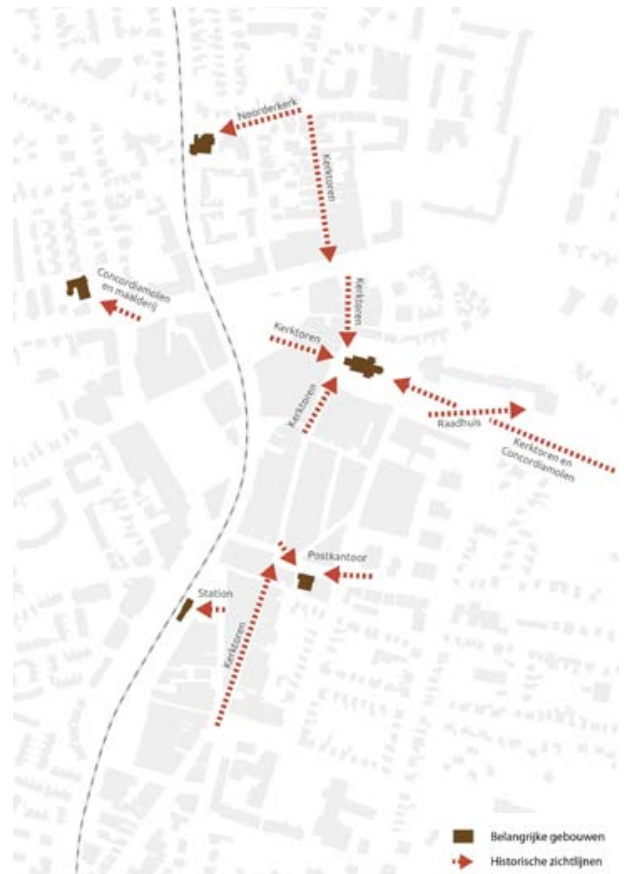 Noorderkerk
Kerktoren
Concordiamolen
en maalderij
Kerktoren
Kerktoren
Kerktoren
Raadhuis
Kerktoren en
Concordiamolen
Postkantoor
Station
Kerktoren
Belangrijke gebouwen
Historische zichtlijnen